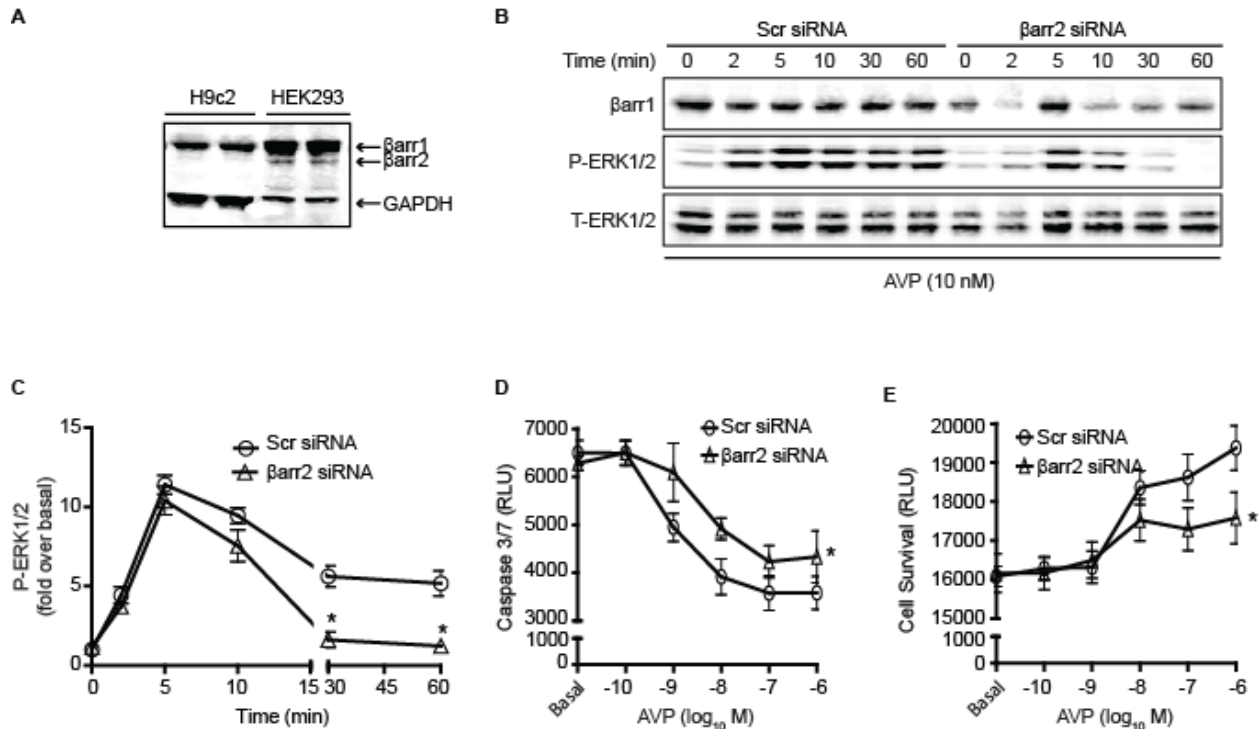 A
H9c2 HEK293
βarr1
βarr2
GAPDH
B
Scr siRNA βarr2 siRNA
Time (min) 0 2 5 10 30 60 0 2 5 10 30 60
βarr1
P-ERK1/2
T-ERK1/2
AVP (10 nM)
C
15
10
5
0
P-ERK1/2
(fold over basal)
Scr siRNA
βarr2 siRNA
* *
0 5 10 15 30 45 60
Time (min)
D
7000
6000
5000
4000
3000
1000
0
Caspase 3/7 (RLU)
Scr siRNA
βarr2 siRNA
*
Basal -10 -9 -8 -7 -6
AVP (log10 M)
E
20000
19000
18000
17000
16000
15000
1000
0
Cell Survival (RLU)
Scr siRNA
βarr2 siRNA
*
Basal -10 -9 -8 -7 -6
AVP (log10 M)